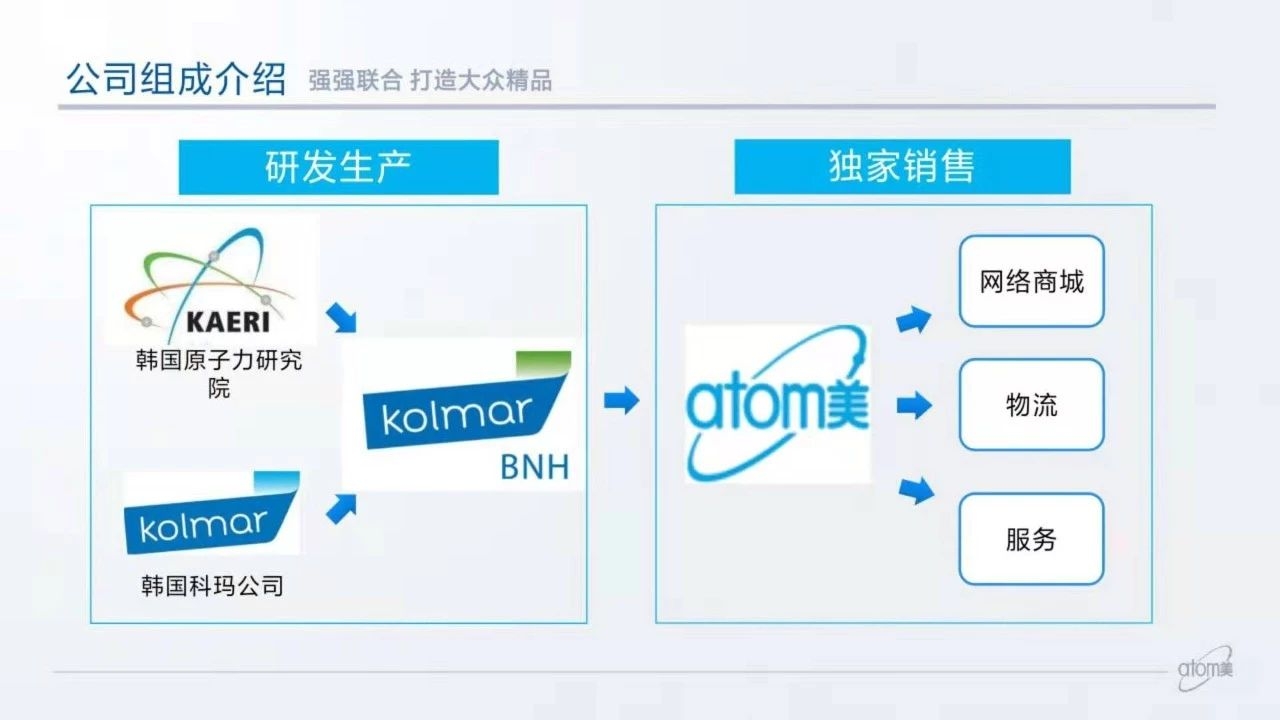 公司组成介绍 强强联合 打造大众精品
研发生产
独家销售
KAERI
韩国原子力研究
院
kolmar
BNH
kolmar
韩国科玛公司
atom美
网络商城
物流
服务
atom美